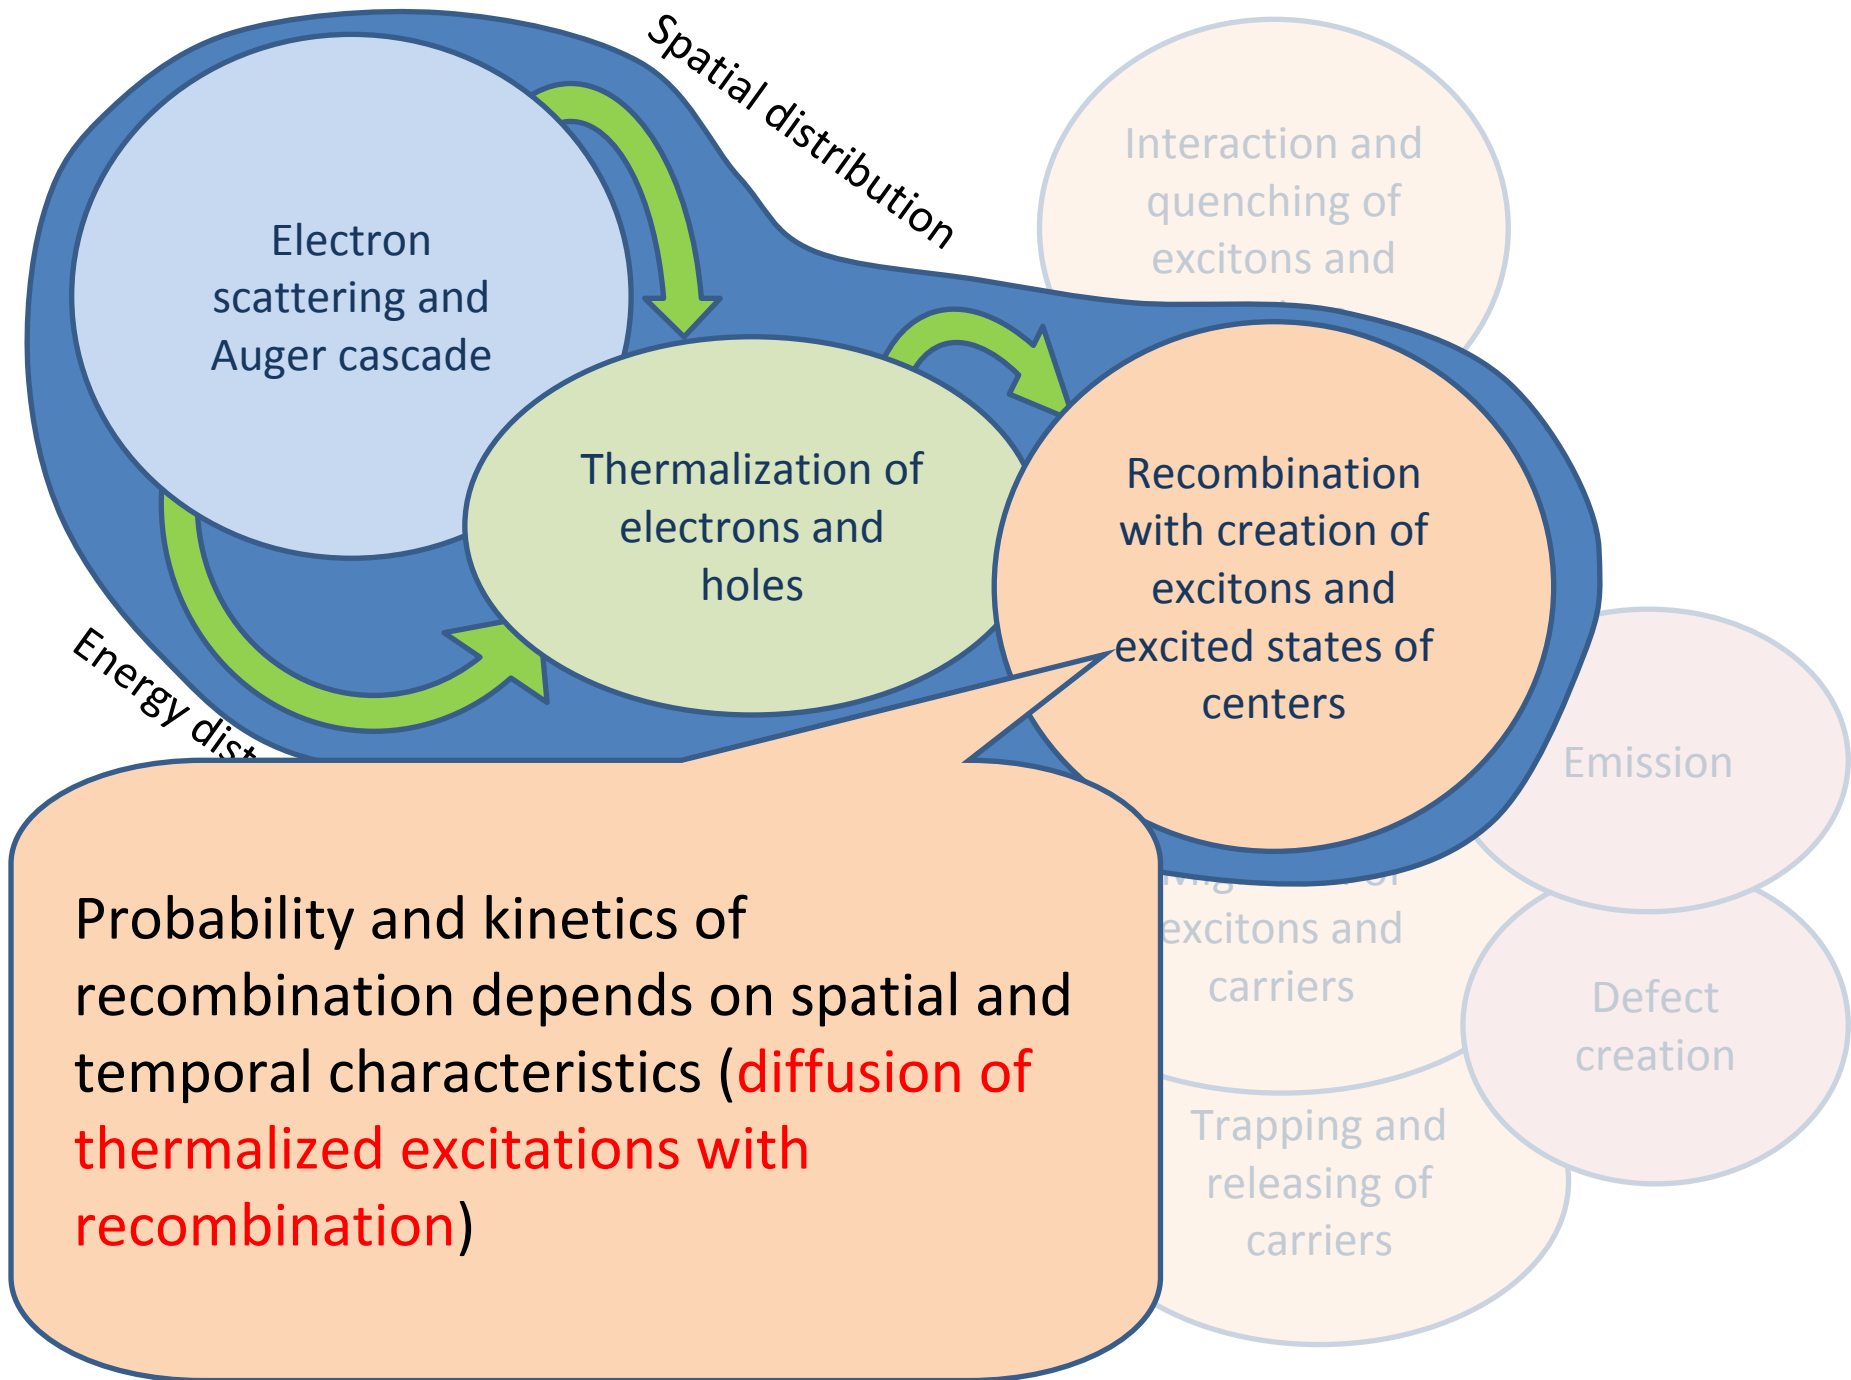 Spatial distribution
Interaction and
quenching of
excitons and
Electron
scattering and
Auger cascade
Thermalization of
electrons and
holes
Recombination
with creation of
excitons and
excited states of
centers
Energy
Emission
excitons and
carriers
Defect
creation
Trapping and
releasing of
carriers
Probability and kinetics of
recombination depends on spatial and
temporal characteristics (diffusion of
thermalized excitations with
recombination)